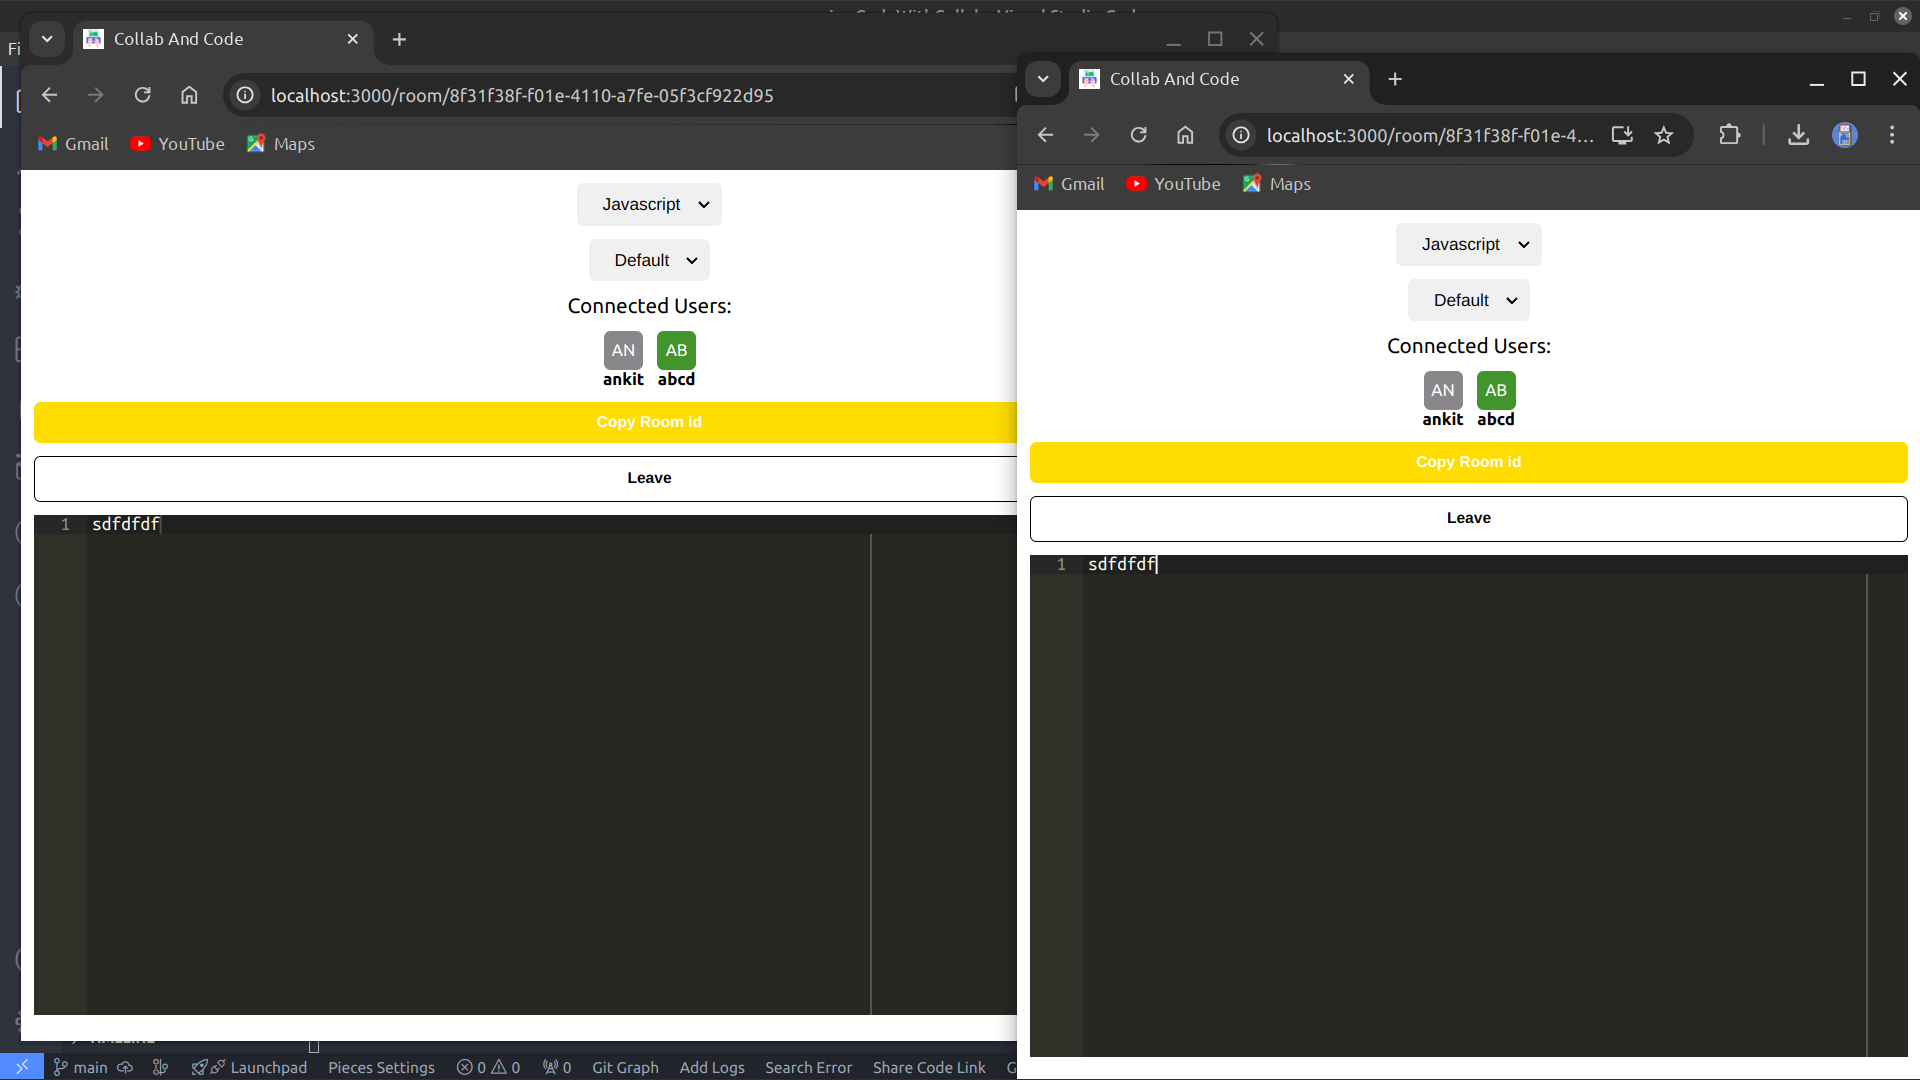 Collab And Code
localhost:3000/room/8f31f38f-f01e-4110-a7fe-05f3cf922d95
Gmail YouTube Maps
Javascript
Default
Connected Users:
AN AB
ankit abcd
Copy Room id
Leave
1 sdfdfdf
Collab And Code
localhost:3000/room/8f31f38f-f01e-4...
Gmail YouTube Maps
Javascript
Default
Connected Users:
AN AB
ankit abcd
Copy Room id
Leave
1 sdfdfdf
main Launchpad Pieces Settings 0 0 0 Git Graph Add Logs Search Error Share Code Link